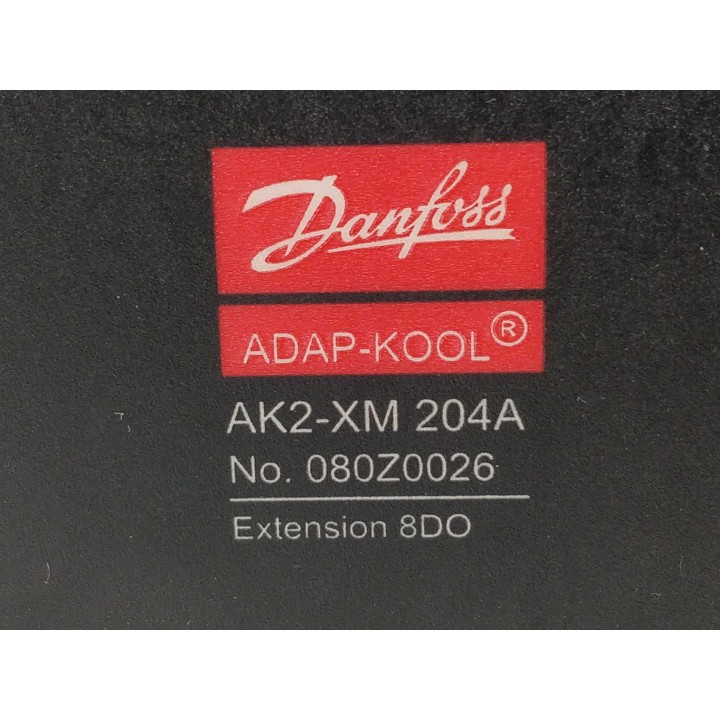 Danfoss
ADAP-KOOL®
AK2-XM 204A
No. 080Z0026
Extension 8DO